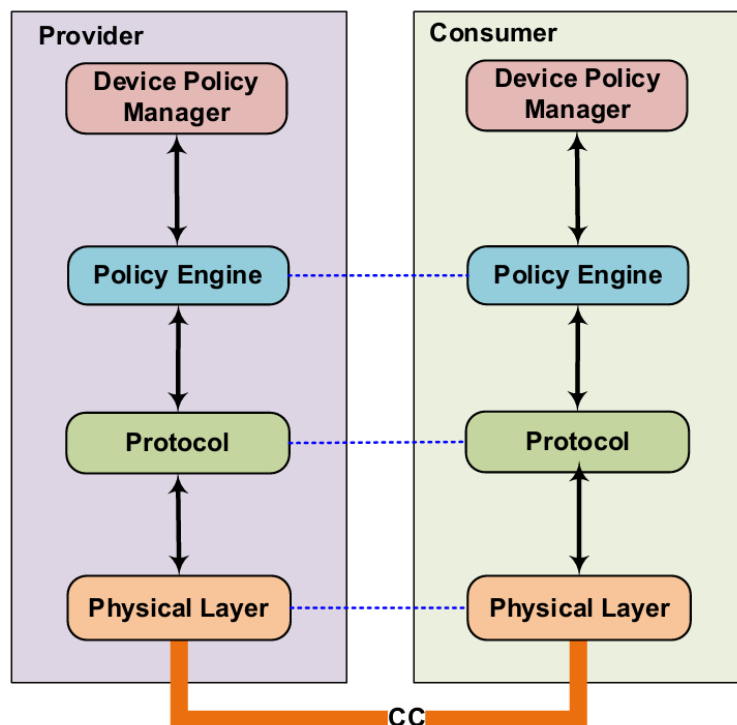 Provider
Device Policy
Manager
Policy Engine
Protocol
Physical Layer
Consumer
Device Policy
Manager
Policy Engine
Protocol
Physical Layer
CC